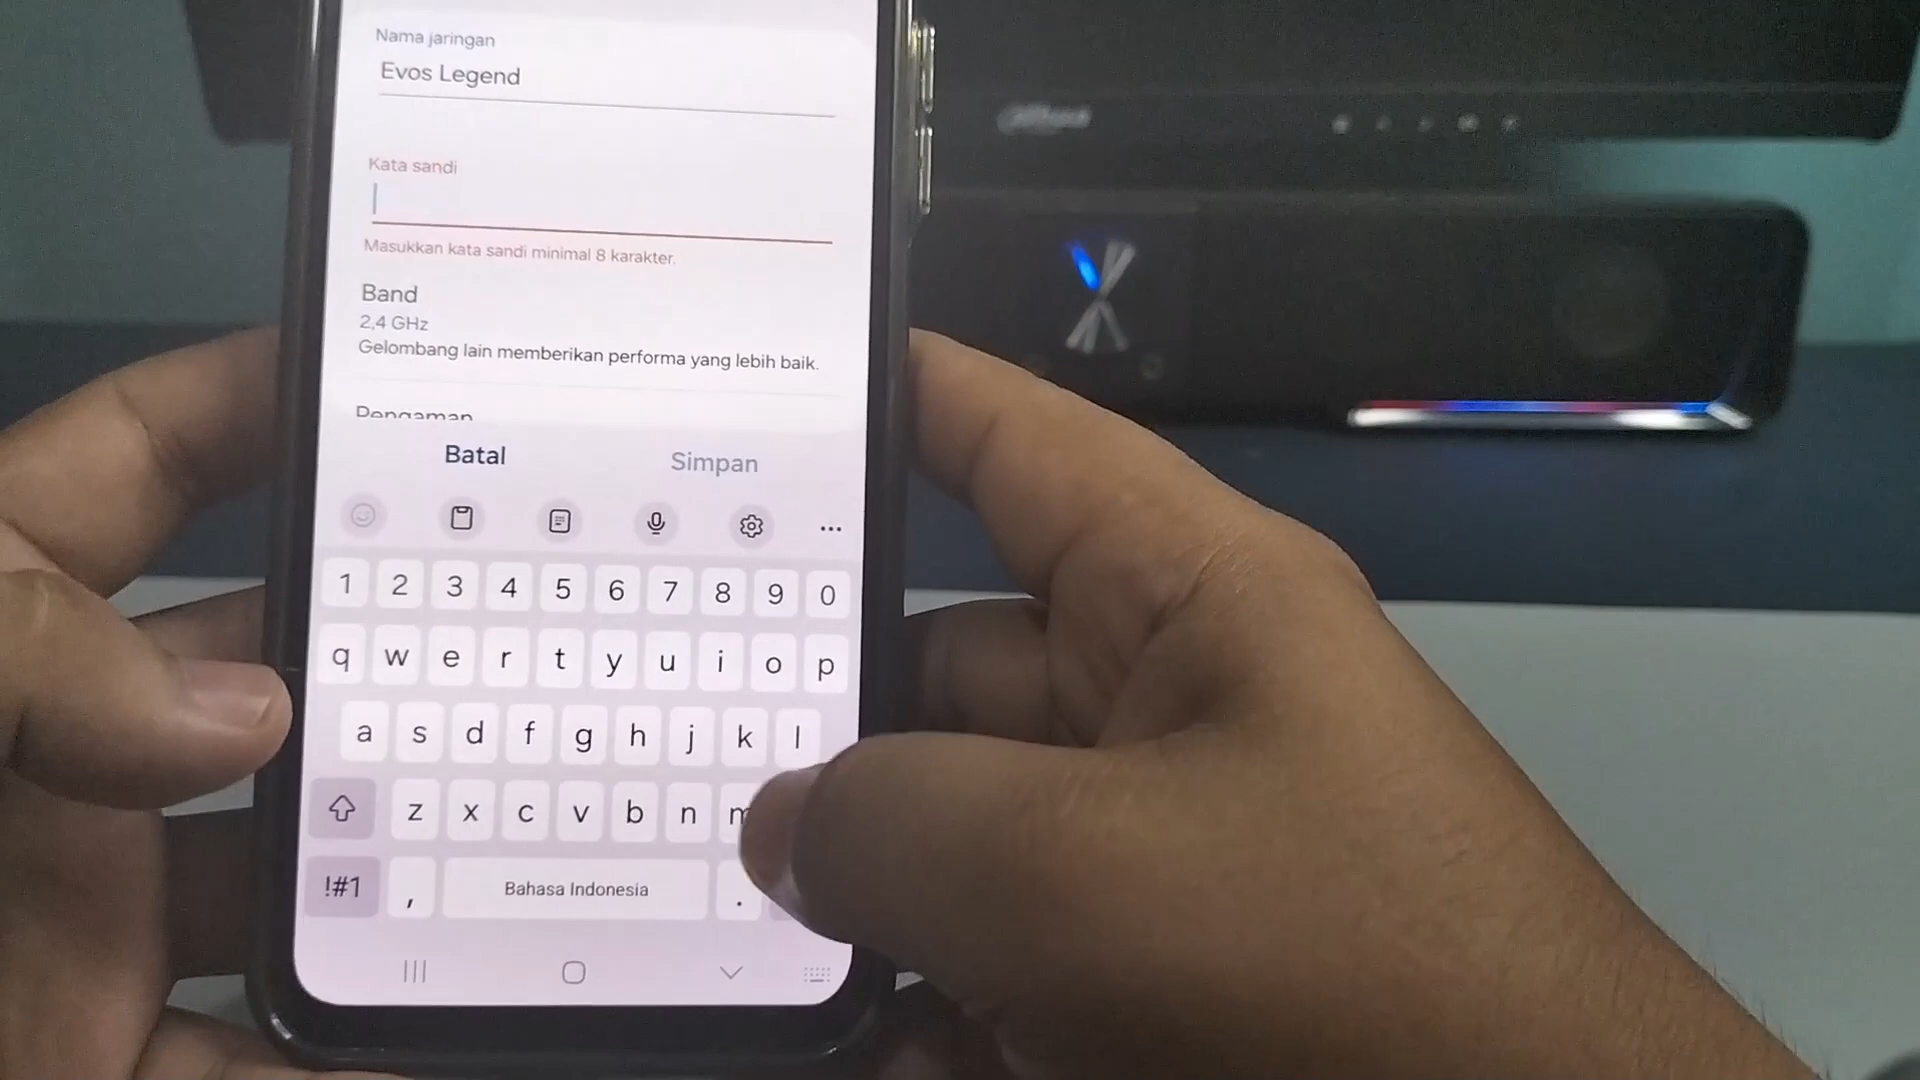 Nama jaringan
Evos Legend
Kata sandi
Masukkan kata sandi minimal 8 karakter.
Band
2,4 GHz
Gelombang lain memberikan performa yang lebih baik.
Pengaman
Batal Simpan
1 2 3 4 5 6 7 8 9 0
q w e r t y u i o p
a s d f g h j k l
z x c v b n m
!#1 , Bahasa Indonesia .